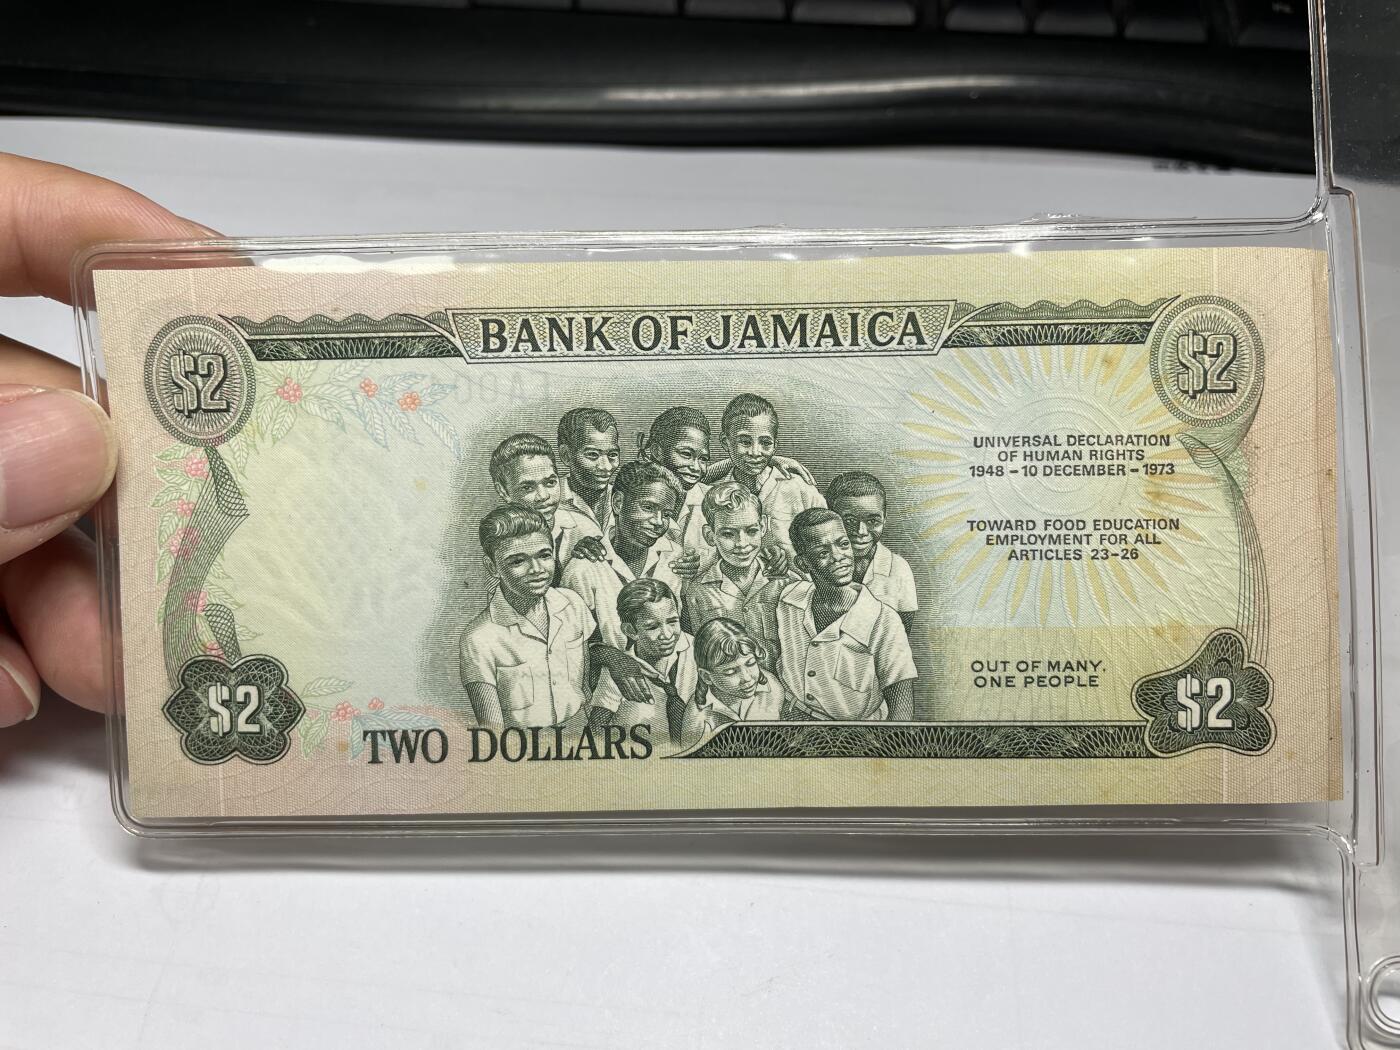 BANK OF JAMAICA
$2
$2
UNIVERSAL DECLARATION
OF HUMAN RIGHTS
1948 – 10 DECEMBER – 1973
TOWARD FOOD EDUCATION
EMPLOYMENT FOR ALL
ARTICLES 23–26
OUT OF MANY,
ONE PEOPLE
$2
$2
TWO DOLLARS